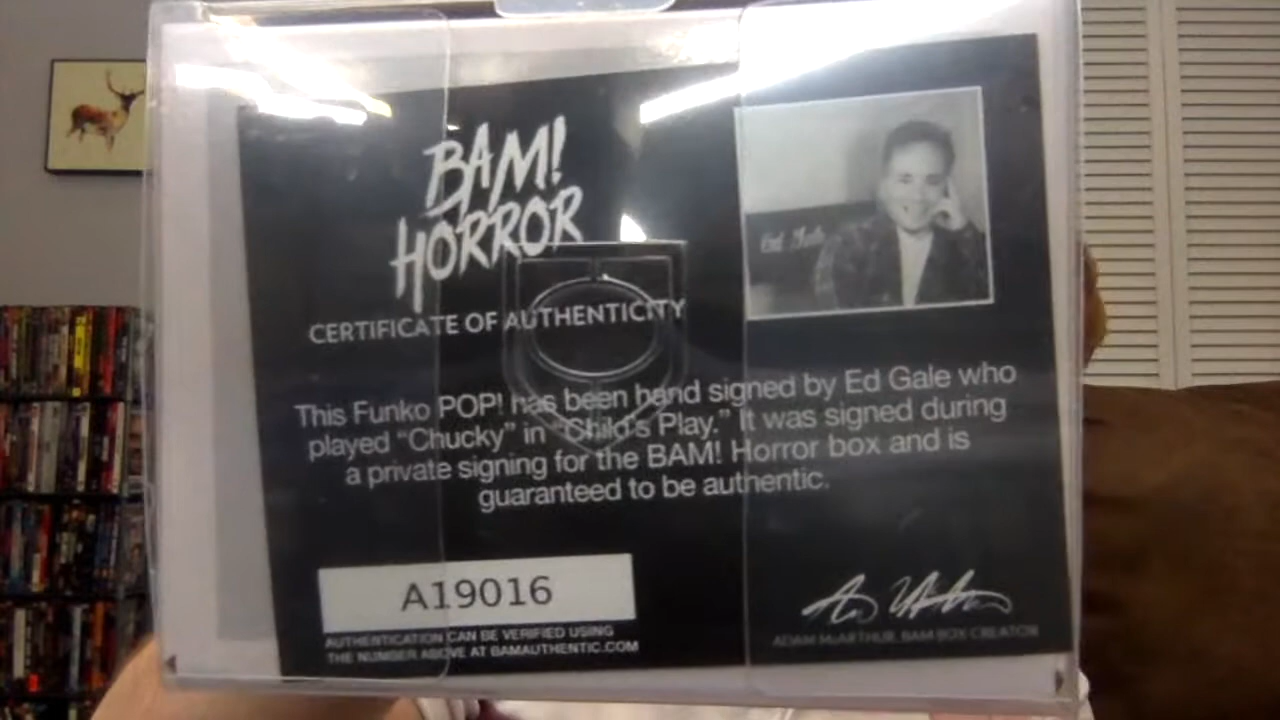 BAM!
HORROR
CERTIFICATE OF AUTHENTICITY
This Funko POP! has been hand signed by Ed Gale who
played “Chucky” in “Child's Play.” It was signed during
a private signing for the BAM! Horror box and is
guaranteed to be authentic.
A19016
AUTHENTICATION CAN BE VERIFIED USING
THE NUMBER ABOVE AT BAMAUTHENTIC.COM
ADAM McARTHUR, BAM BOX CREATOR